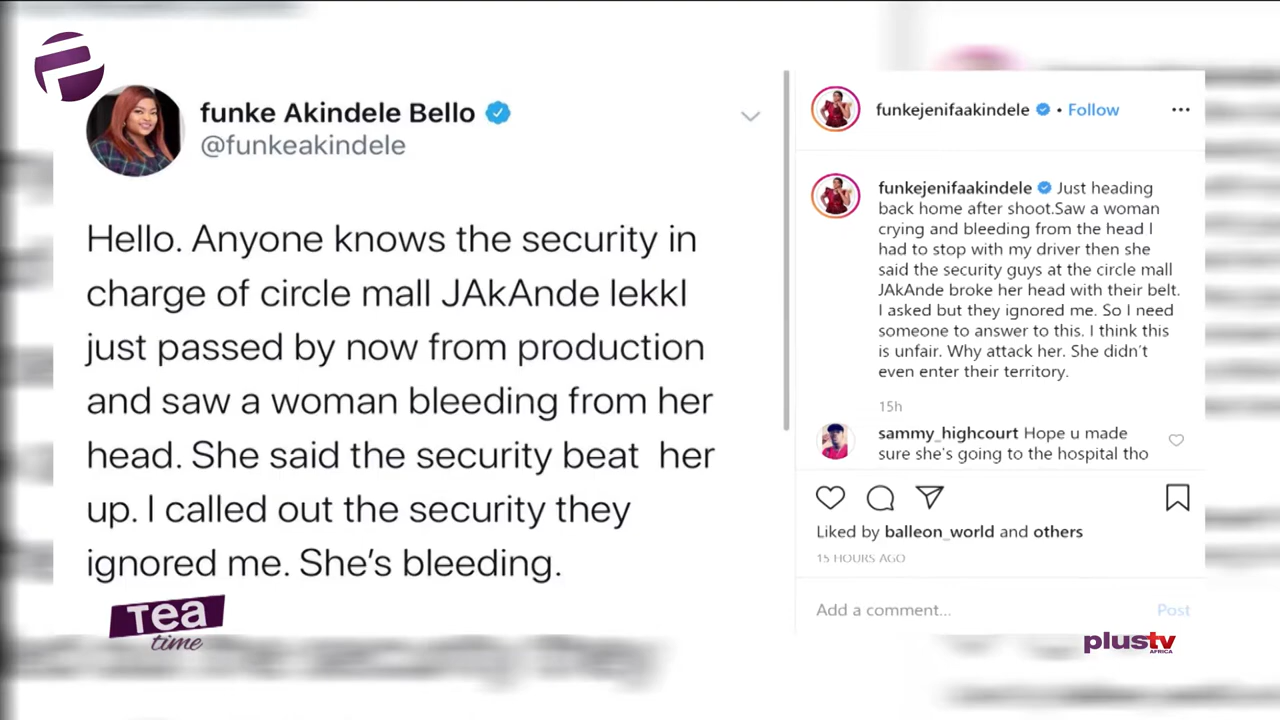 funke Akindele Bello
@funkeakindele
Hello. Anyone knows the security in
charge of circle mall JAkAnde lekkI
just passed by now from production
and saw a woman bleeding from her
head. She said the security beat  her
up. I called out the security they
ignored me. She’s bleeding.
Tea
time
funkejenifaakindele • Follow
funkejenifaakindele Just heading
back home after shoot.Saw a woman
crying and bleeding from the head I
had to stop with my driver then she
said the security guys at the circle mall
JAkAnde broke her head with their belt.
I asked but they ignored me. So I need
someone to answer to this. I think this
is unfair. Why attack her. She didn’t
even enter their territory.
15h
sammy_highcourt Hope u made
sure she’s going to the hospital tho
Liked by balleon_world and others
15 HOURS AGO
Add a comment... Post
plustv
AFRICA